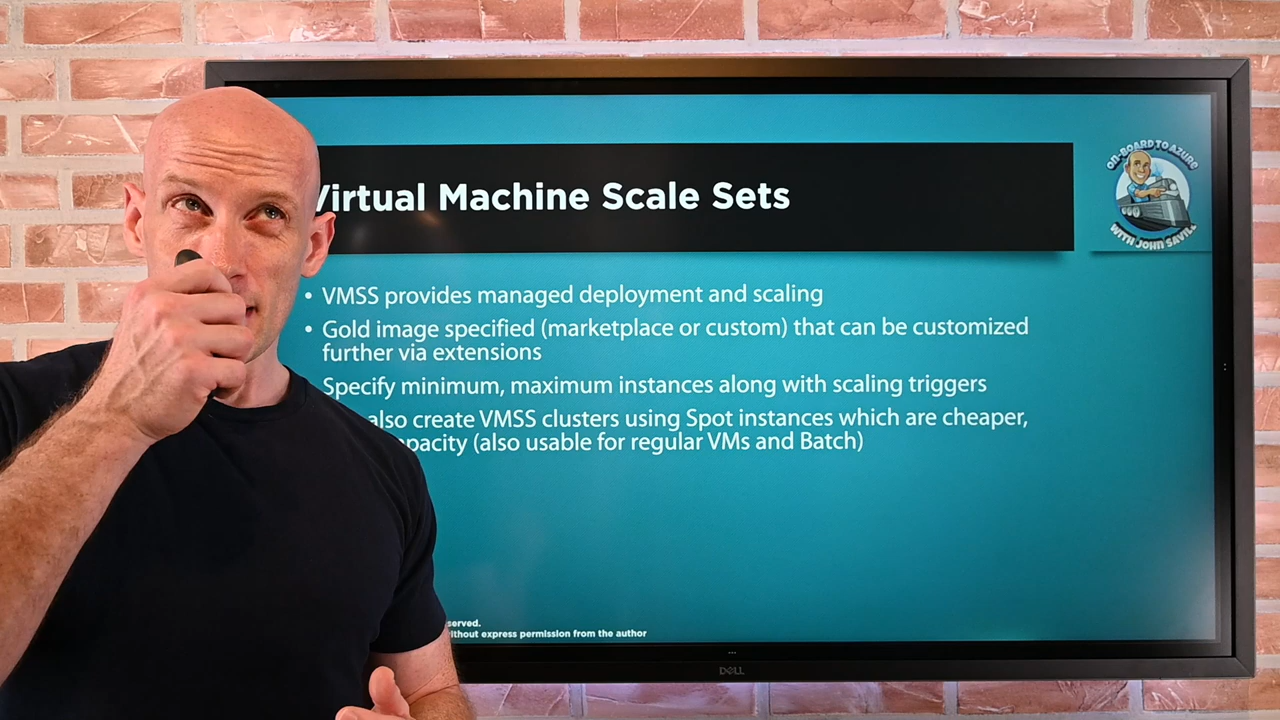 Virtual Machine Scale Sets
ON-BOARD TO AZURE
WITH JOHN SAVILL
• VMSS provides managed deployment and scaling
• Gold image specified (marketplace or custom) that can be customized
further via extensions
Specify minimum, maximum instances along with scaling triggers
also create VMSS clusters using Spot instances which are cheaper,
pacity (also usable for regular VMs and Batch)
served.
ithout express permission from the author
DELL